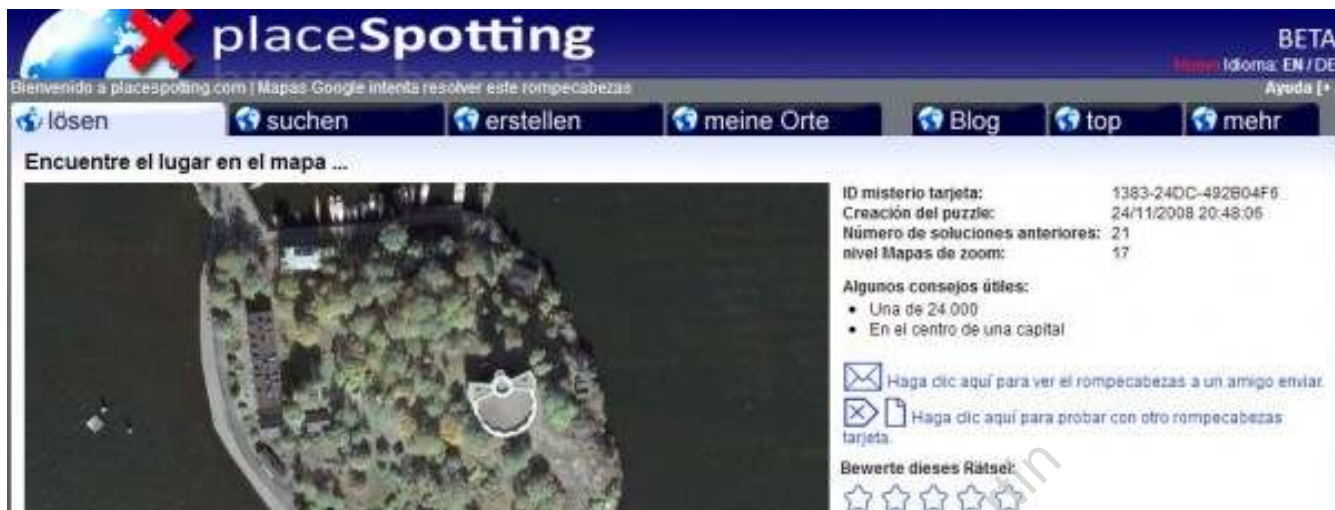 placeSpotting
BETA
Nuevo Idioma: EN / DE
Bienvenido a placespotting.com | Mapas Google intenta resolver este rompecabezas
Ayuda [+
lösen
suchen
erstellen
meine Orte
Blog
top
mehr
Encuentre el lugar en el mapa ...
ID misterio tarjeta: 1383-24DC-492B04F6
Creación del puzzle: 24/11/2008 20:48:06
Número de soluciones anteriores: 21
nivel Mapas de zoom: 17
Algunos consejos útiles:
• Una de 24.000
• En el centro de una capital
Haga clic aquí para ver el rompecabezas a un amigo enviar.
Haga clic aquí para probar con otro rompecabezas
tarjeta.
Bewerte dieses Rätsel: